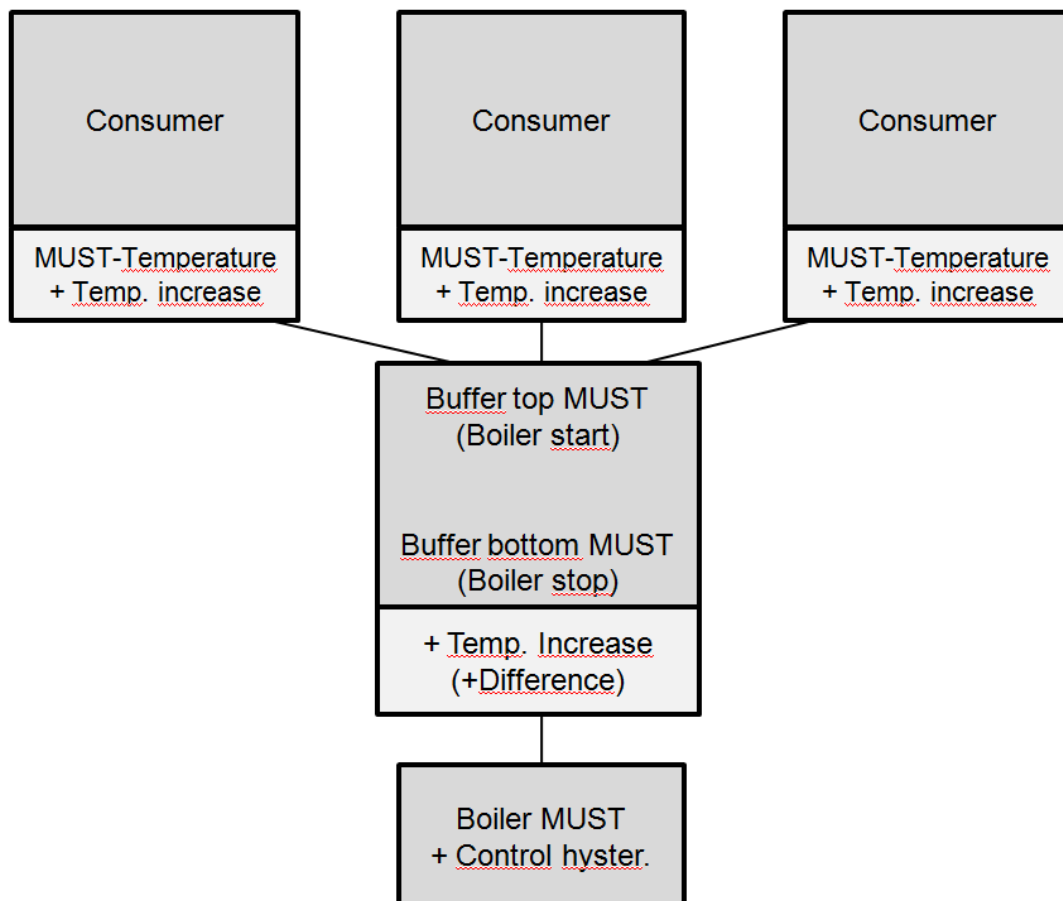 Consumer
MUST-Temperature
+ Temp. increase
Consumer
MUST-Temperature
+ Temp. increase
Consumer
MUST-Temperature
+ Temp. increase
Buffer top MUST
(Boiler start)
Buffer bottom MUST
(Boiler stop)
+ Temp. Increase
(+Difference)
Boiler MUST
+ Control hyster.